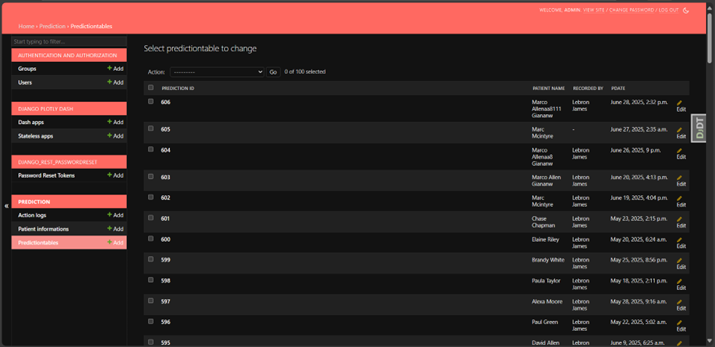 WELCOME, ADMIN. VIEW SITE / CHANGE PASSWORD / LOG OUT
Home › Prediction › Predictiontables
Start typing to filter...
AUTHENTICATION AND AUTHORIZATION
Groups + Add
Users + Add
DJANGO PLOTLY DASH
Dash apps + Add
Stateless apps + Add
DJANGO_REST_PASSWORDRESET
Password Reset Tokens + Add
PREDICTION
Action logs + Add
Patient informations + Add
Predictiontables + Add
«
Select predictiontable to change
Action: --------- Go 0 of 100 selected
PREDICTION ID PATIENT NAME RECORDED BY PDATE
606 Marco Lebron June 28, 2025, 2:32 p.m.
Allenaa8111 James Edit
Giananw
605 Marc - June 27, 2025, 2:35 a.m.
Mcintyre Edit
604 Marco Lebron June 26, 2025, 9 p.m.
Allenaa8 James Edit
Giananw
603 Marco Allen Lebron June 20, 2025, 4:13 p.m.
Giananw James Edit
602 Marc Lebron June 19, 2025, 4:04 p.m.
Mcintyre James Edit
601 Chase Lebron May 23, 2025, 2:15 p.m.
Chapman James Edit
600 Elaine Riley Lebron May 20, 2025, 6:24 a.m.
James Edit
599 Brandy White Lebron May 25, 2025, 8:56 p.m.
James Edit
598 Paula Taylor Lebron May 18, 2025, 2:11 p.m.
James Edit
597 Alexa Moore Lebron May 28, 2025, 9:16 a.m.
James Edit
596 Paul Green Lebron May 22, 2025, 5:02 a.m.
James Edit
595 David Allen Lebron June 9, 2025, 6:25 a.m.
DJDT